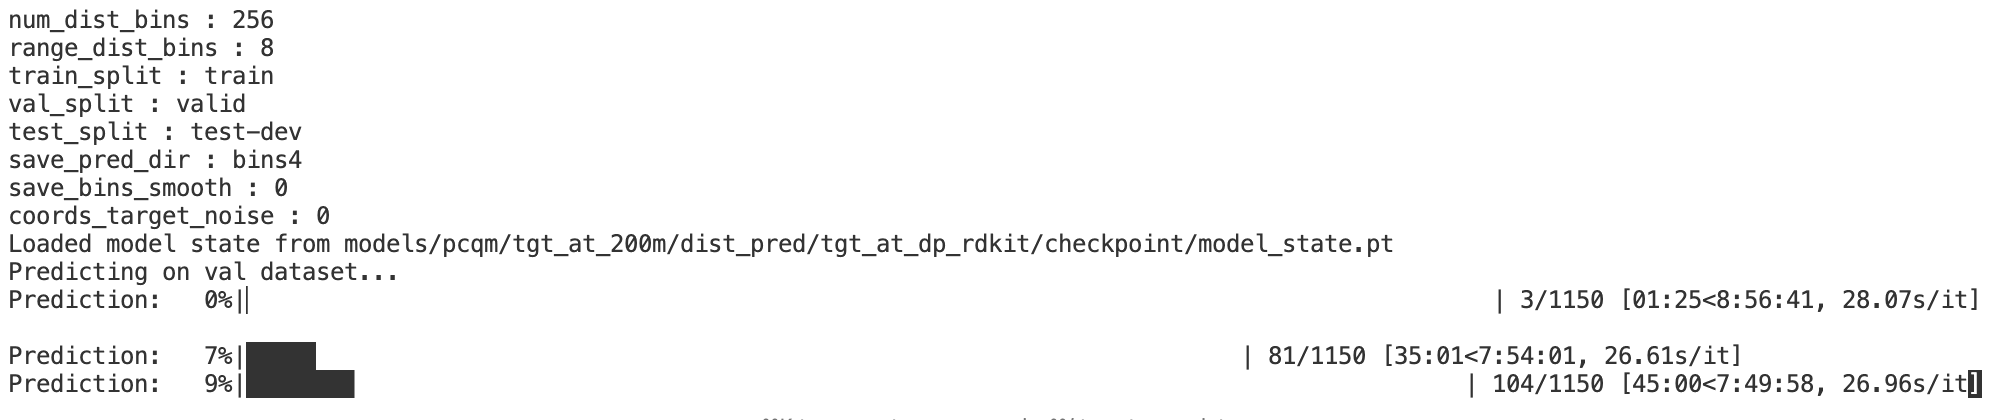 num_dist_bins : 256
range_dist_bins : 8
train_split : train
val_split : valid
test_split : test-dev
save_pred_dir : bins4
save_bins_smooth : 0
coords_target_noise : 0
Loaded model state from models/pcqm/tgt_at_200m/dist_pred/tgt_at_dp_rdkit/checkpoint/model_state.pt
Predicting on val dataset...
Prediction:   0%|          | 3/1150 [01:25<8:56:41, 28.07s/it]
Prediction:   7%|          | 81/1150 [35:01<7:54:01, 26.61s/it]
Prediction:   9%|          | 104/1150 [45:00<7:49:58, 26.96s/it]